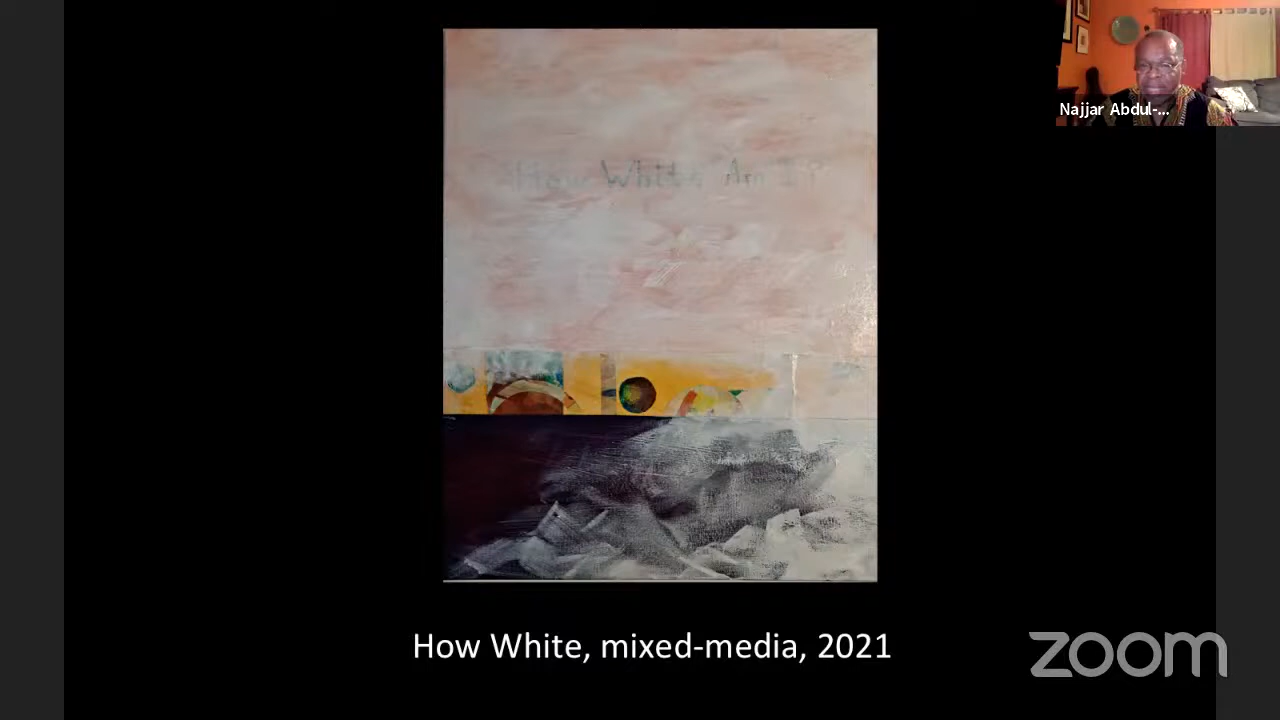 Najjar Abdul-...
How White Am I?
How White, mixed-media, 2021
zoom